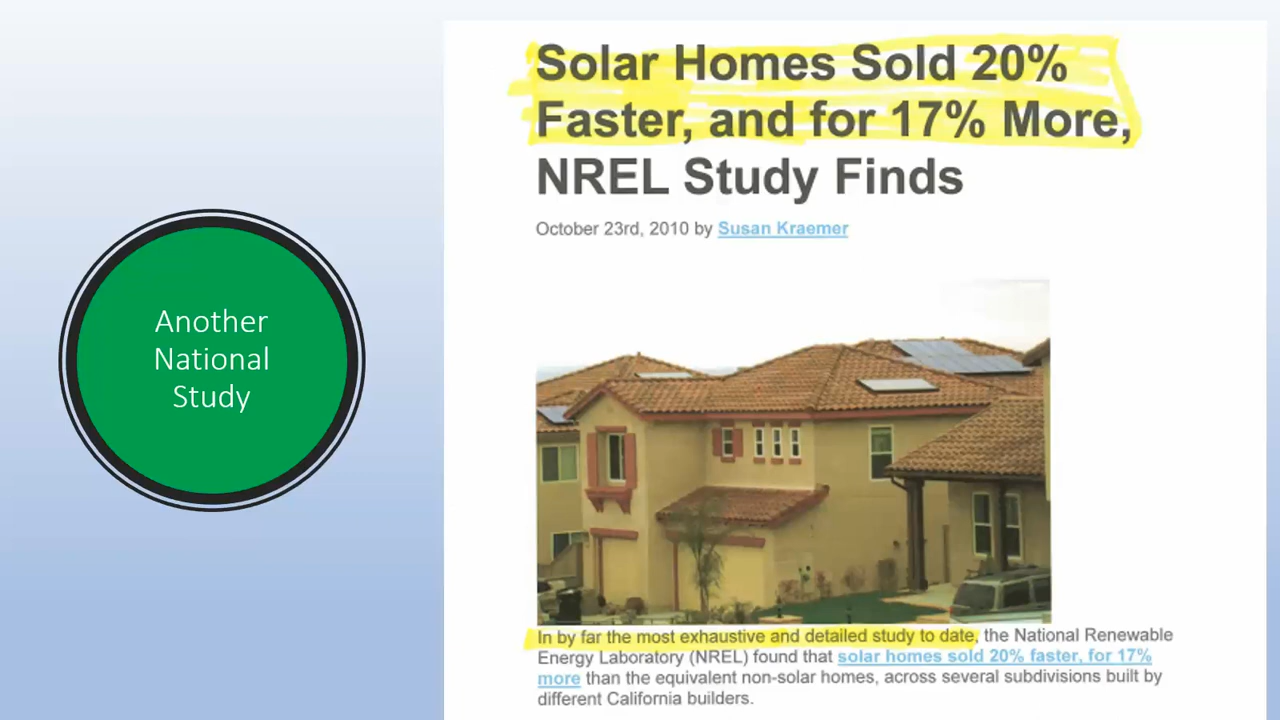 Another
National
Study
Solar Homes Sold 20%
Faster, and for 17% More,
NREL Study Finds
October 23rd, 2010 by Susan Kraemer
In by far the most exhaustive and detailed study to date, the National Renewable
Energy Laboratory (NREL) found that solar homes sold 20% faster, for 17%
more than the equivalent non-solar homes, across several subdivisions built by
different California builders.